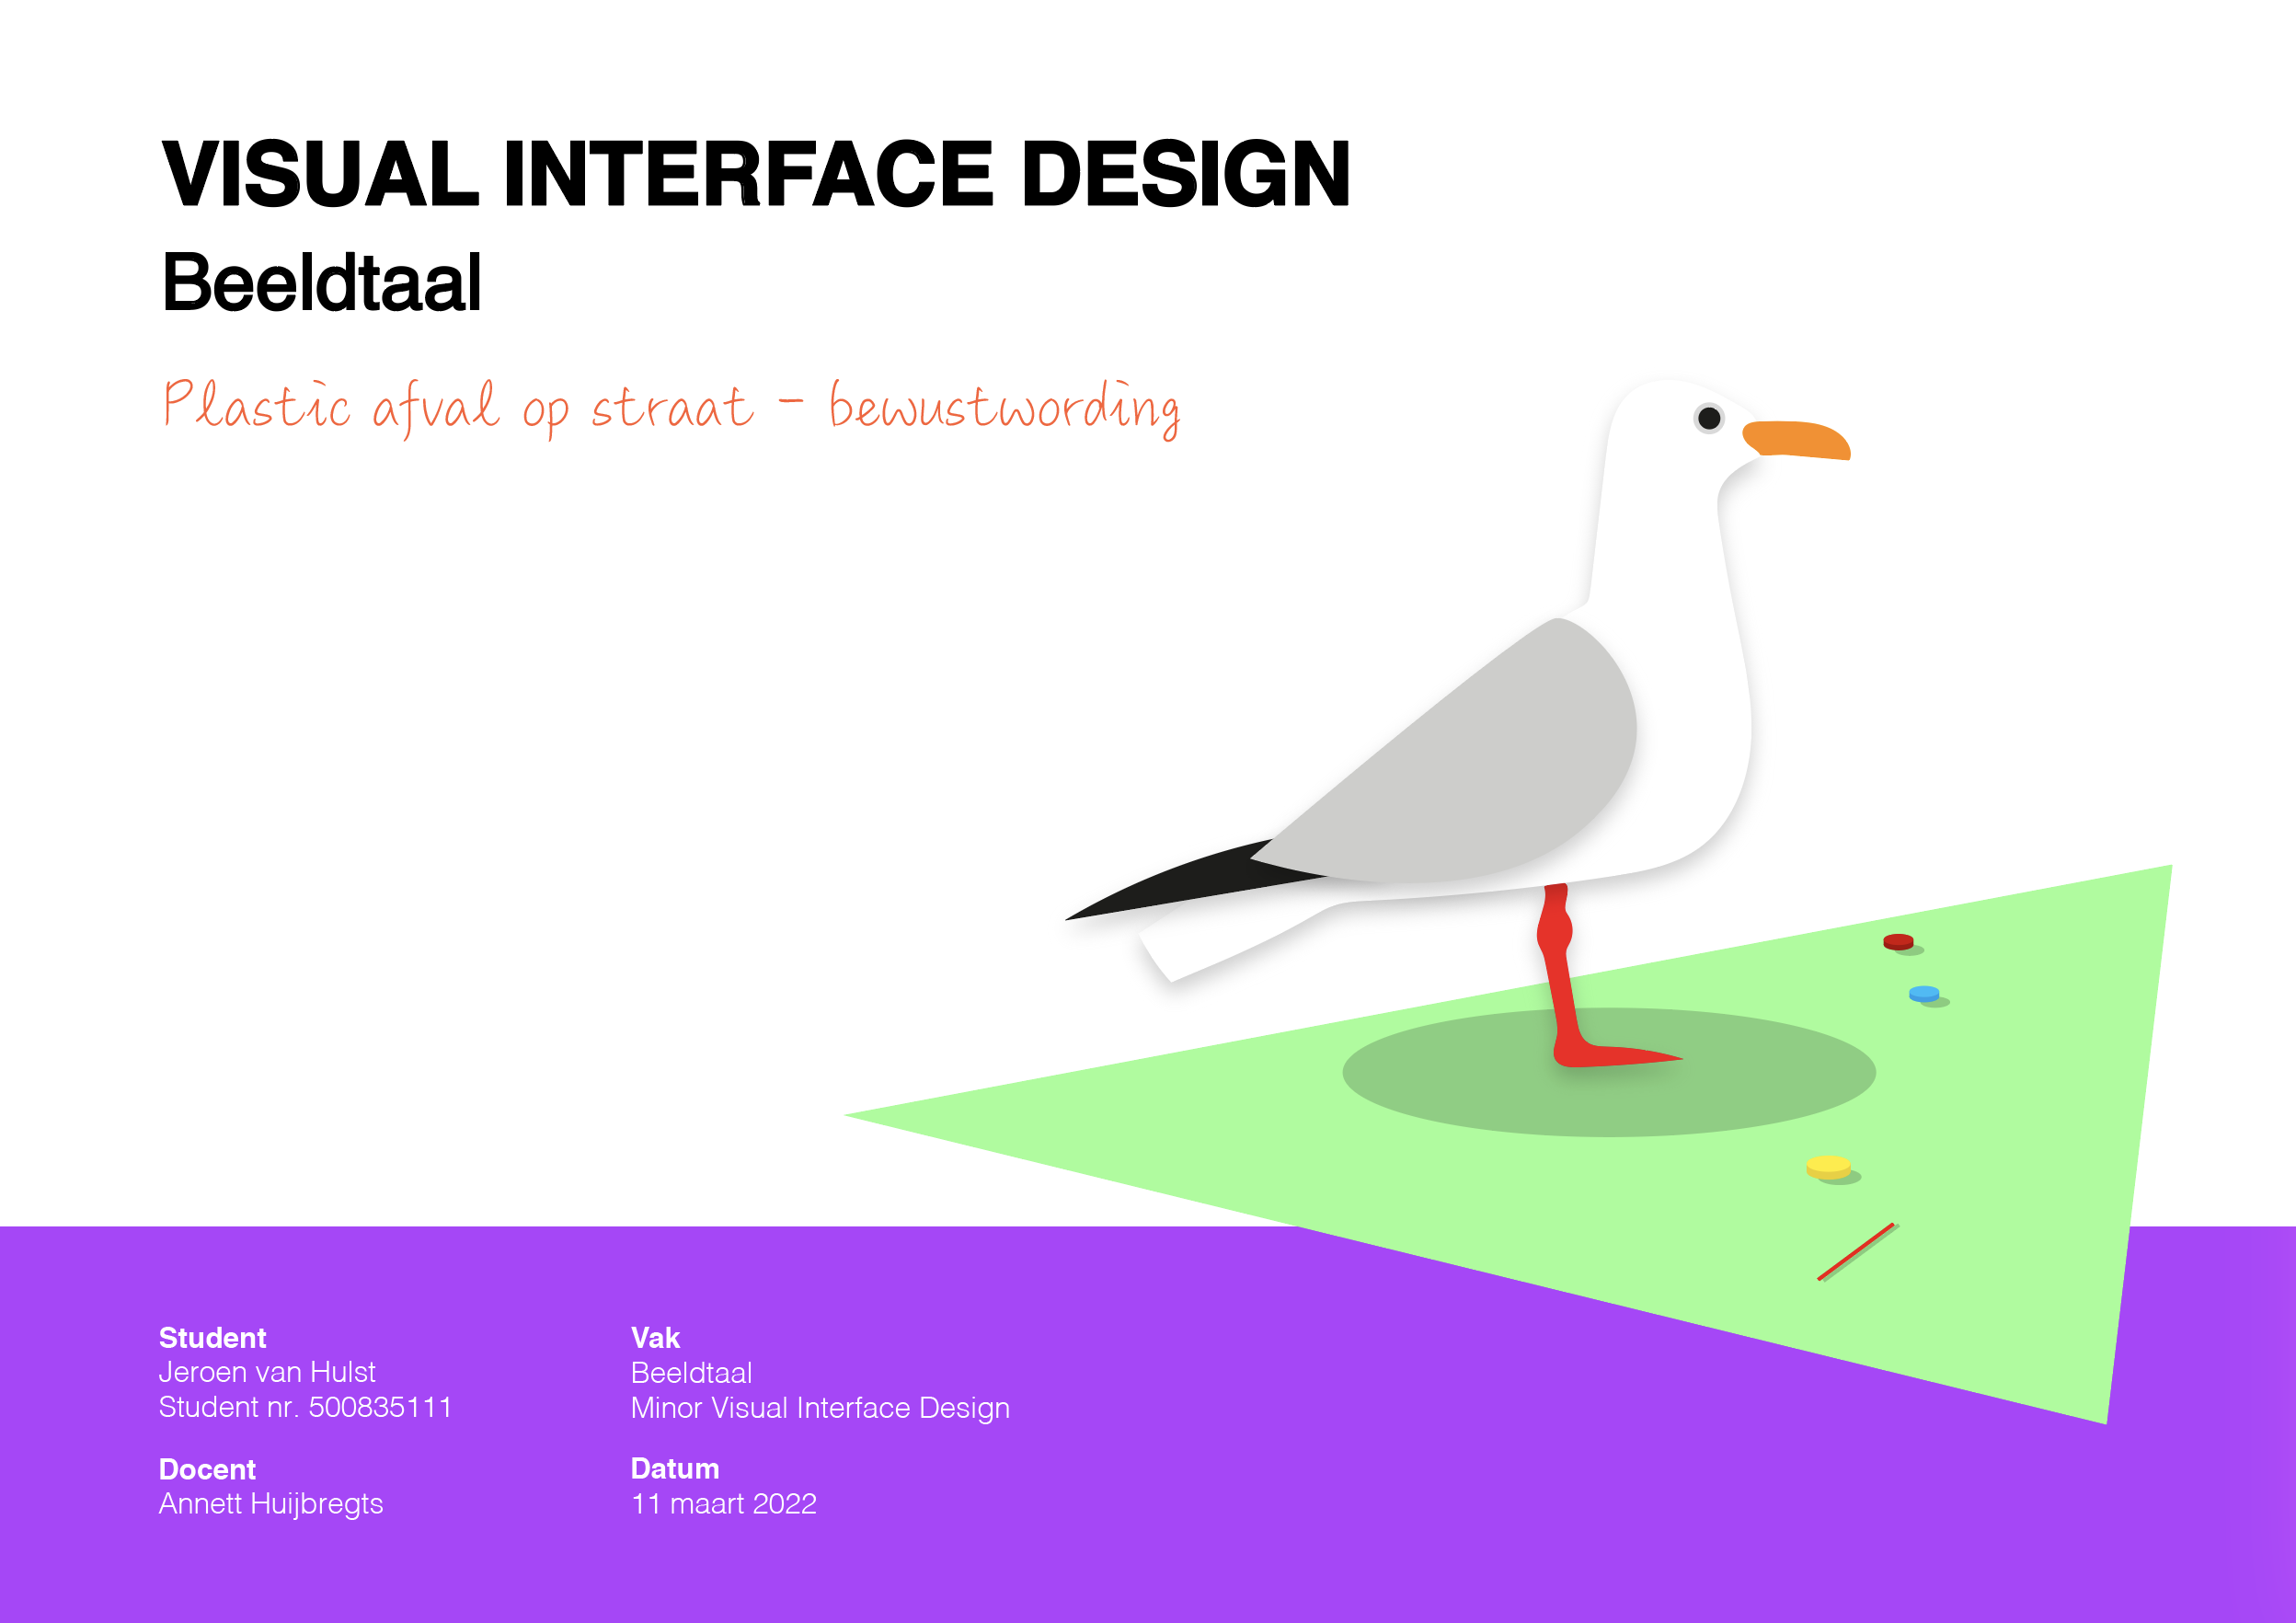 VISUAL INTERFACE DESIGN
Beeldtaal
Plastic afval op straat - bewustwording
Student
Jeroen van Hulst
Student nr. 500835111
Docent
Annett Huijbregts
Vak
Beeldtaal
Minor Visual Interface Design
Datum
11 maart 2022